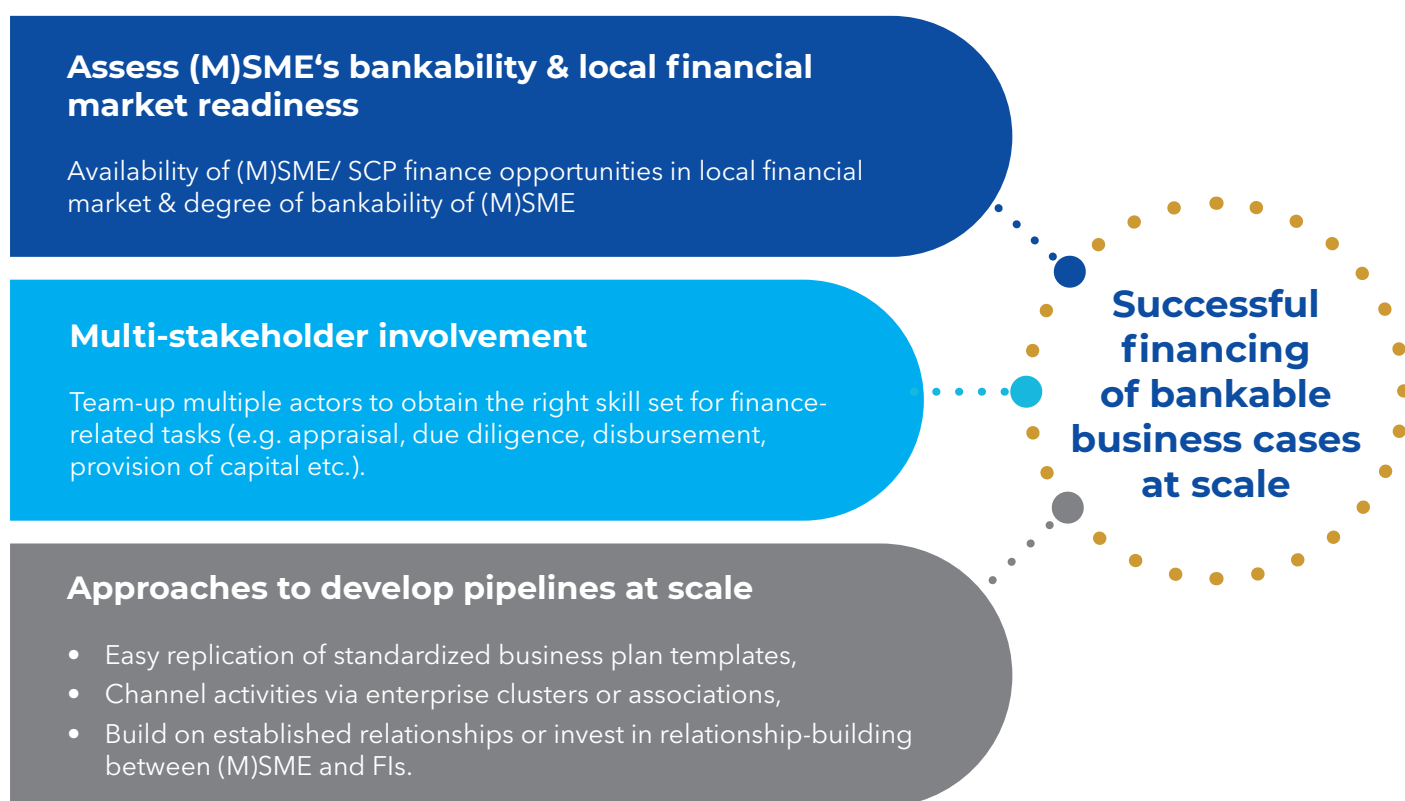 Assess (M)SME‘s bankability & local financial
market readiness
Availability of (M)SME/ SCP finance opportunities in local financial
market & degree of bankability of (M)SME
Multi-stakeholder involvement
Team-up multiple actors to obtain the right skill set for finance-
related tasks (e.g. appraisal, due diligence, disbursement,
provision of capital etc.).
Approaches to develop pipelines at scale
• Easy replication of standardized business plan templates,
• Channel activities via enterprise clusters or associations,
• Build on established relationships or invest in relationship-building
between (M)SME and FIs.
Successful
financing
of bankable
business cases
at scale